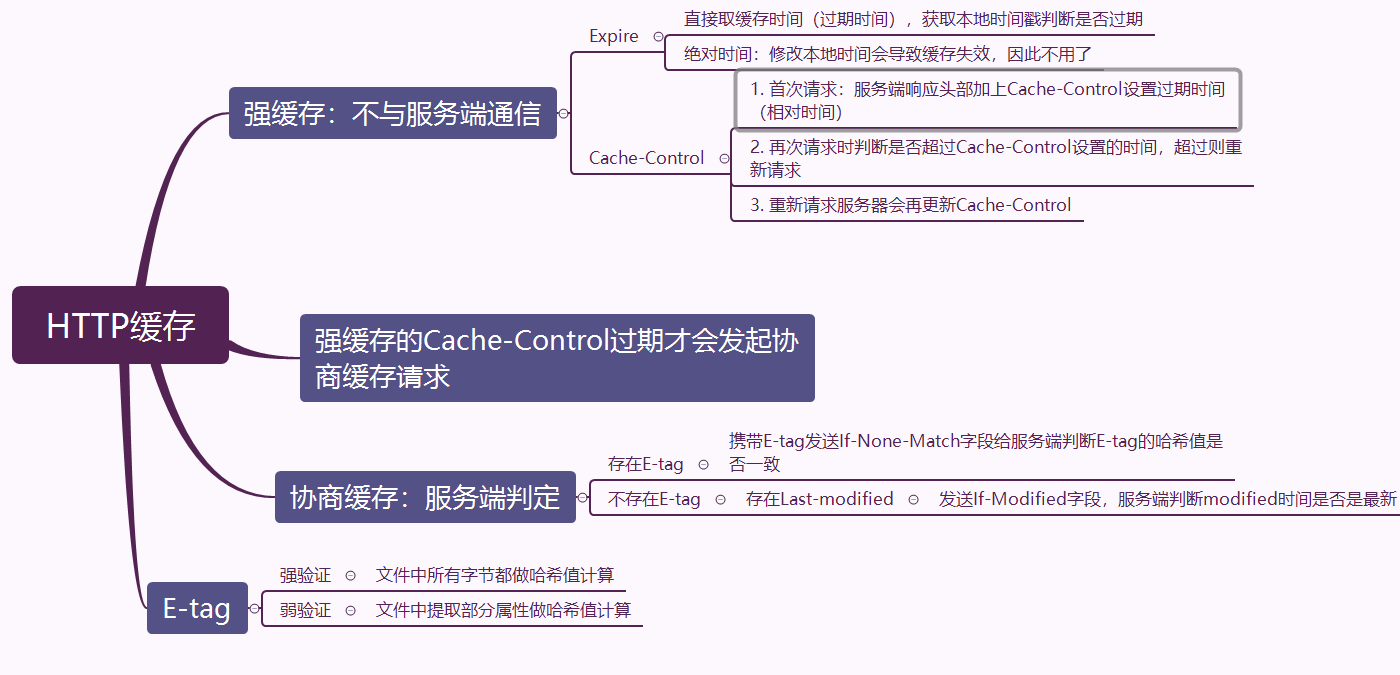 HTTP缓存
强缓存：不与服务端通信
Expire
直接取缓存时间（过期时间），获取本地时间戳判断是否过期
绝对时间：修改本地时间会导致缓存失效，因此不用了
Cache-Control
1. 首次请求：服务端响应头部加上Cache-Control设置过期时间
（相对时间）
2. 再次请求时判断是否超过Cache-Control设置的时间，超过则重
新请求
3. 重新请求服务器会再更新Cache-Control
强缓存的Cache-Control过期才会发起协
商缓存请求
协商缓存：服务端判定
存在E-tag
携带E-tag发送If-None-Match字段给服务端判断E-tag的哈希值是
否一致
不存在E-tag
存在Last-modified
发送If-Modified字段，服务端判断modified时间是否是最新
E-tag
强验证
文件中所有字节都做哈希值计算
弱验证
文件中提取部分属性做哈希值计算